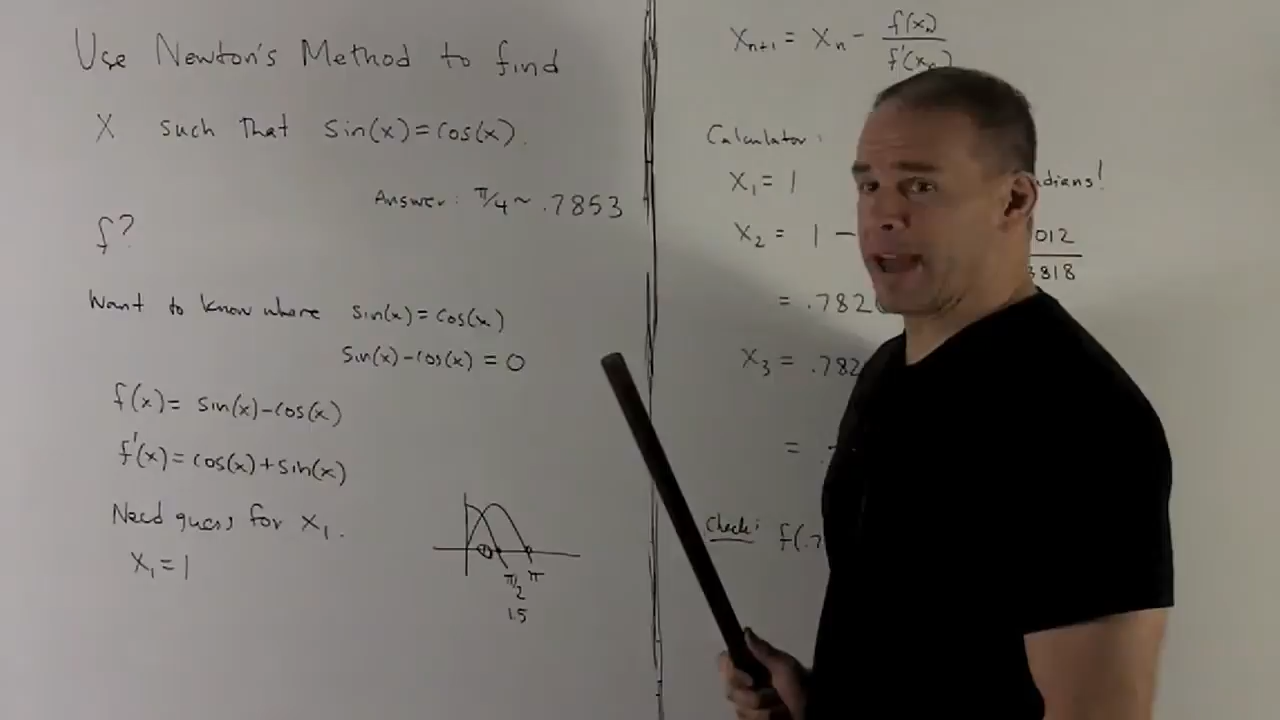 Use Newton's Method to find
X such that sin(x)=cos(x).
Answer: π/4 ~ .7853
f?
Want to know where sin(x)=cos(x)
sin(x)-cos(x)=0
f(x)= sin(x)-cos(x)
f'(x)=cos(x)+sin(x)
Need guess for X₁.
X₁=1
π/2 π
1.5
Xₙ₊₁ = Xₙ - f(xₙ)/f'(xₙ)
Calculator:
X₁ = 1 dians!
X₂ = 1 - 012/3818
= .782
X₃ = .782
=
Check: f(.7